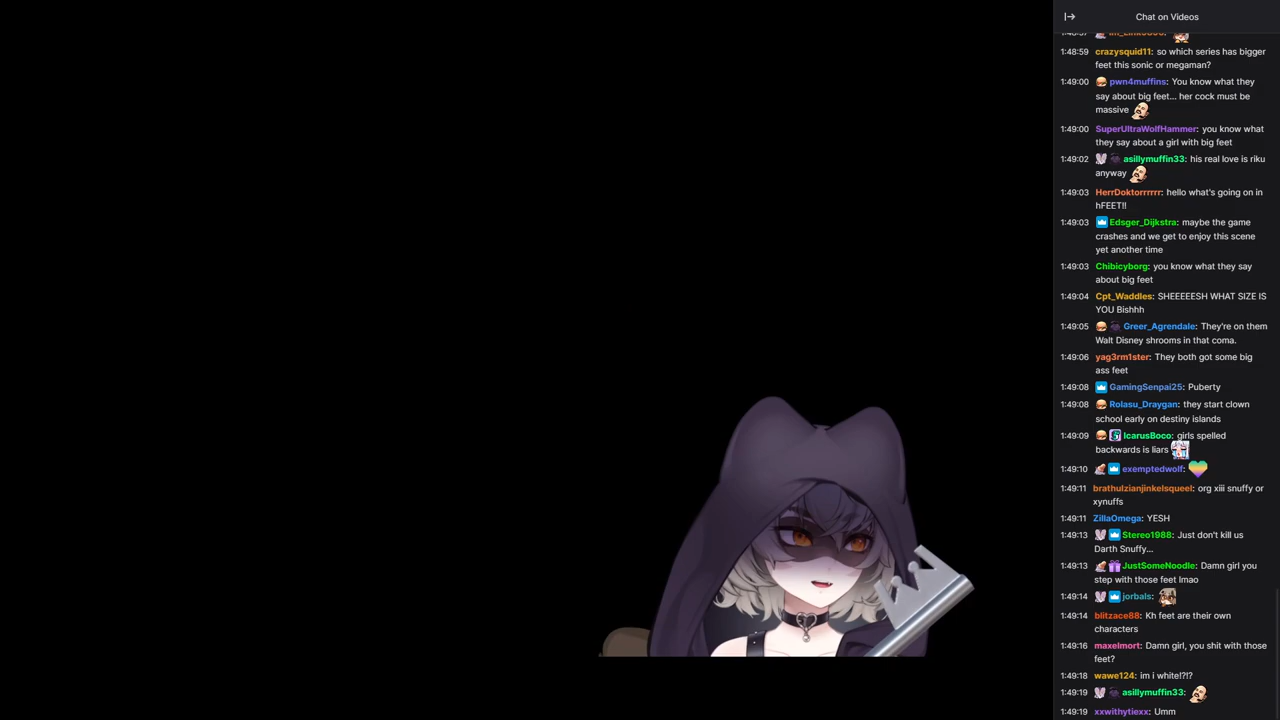 Chat on Videos
1:48:59 crazysquid11: so which series has bigger
feet this sonic or megaman?
1:49:00 pwn4muffins: You know what they
say about big feet... her cock must be
massive
1:49:00 SuperUltraWolfHammer: you know what
they say about a girl with big feet
1:49:02 asillymuffin33: his real love is riku
anyway
1:49:03 HerrDoktorrrrrr: hello what's going on in
hFEET!!
1:49:03 Edsger_Dijkstra: maybe the game
crashes and we get to enjoy this scene
yet another time
1:49:03 Chibicyborg: you know what they say
about big feet
1:49:04 Cpt_Waddles: SHEEEEESH WHAT SIZE IS
YOU Bishhh
1:49:05 Greer_Agrendale: They're on them
Walt Disney shrooms in that coma.
1:49:06 yag3rm1ster: They both got some big
ass feet
1:49:08 GamingSenpai25: Puberty
1:49:08 Rolasu_Draygan: they start clown
school early on destiny islands
1:49:09 IcarusBoco: girls spelled
backwards is liars
1:49:10 exemptedwolf:
1:49:11 brathulzianjinkelsqueel: org xiii snuffy or
xynuffs
1:49:11 ZillaOmega: YESH
1:49:13 Stereo1988: Just don't kill us
Darth Snuffy...
1:49:13 JustSomeNoodle: Damn girl you
step with those feet lmao
1:49:14 jorbals:
1:49:14 blitzace88: Kh feet are their own
characters
1:49:16 maxelmort: Damn girl, you shit with those
feet?
1:49:18 wawe124: im i white!?!?
1:49:19 asillymuffin33:
1:49:19 xxwithytiexx: Umm